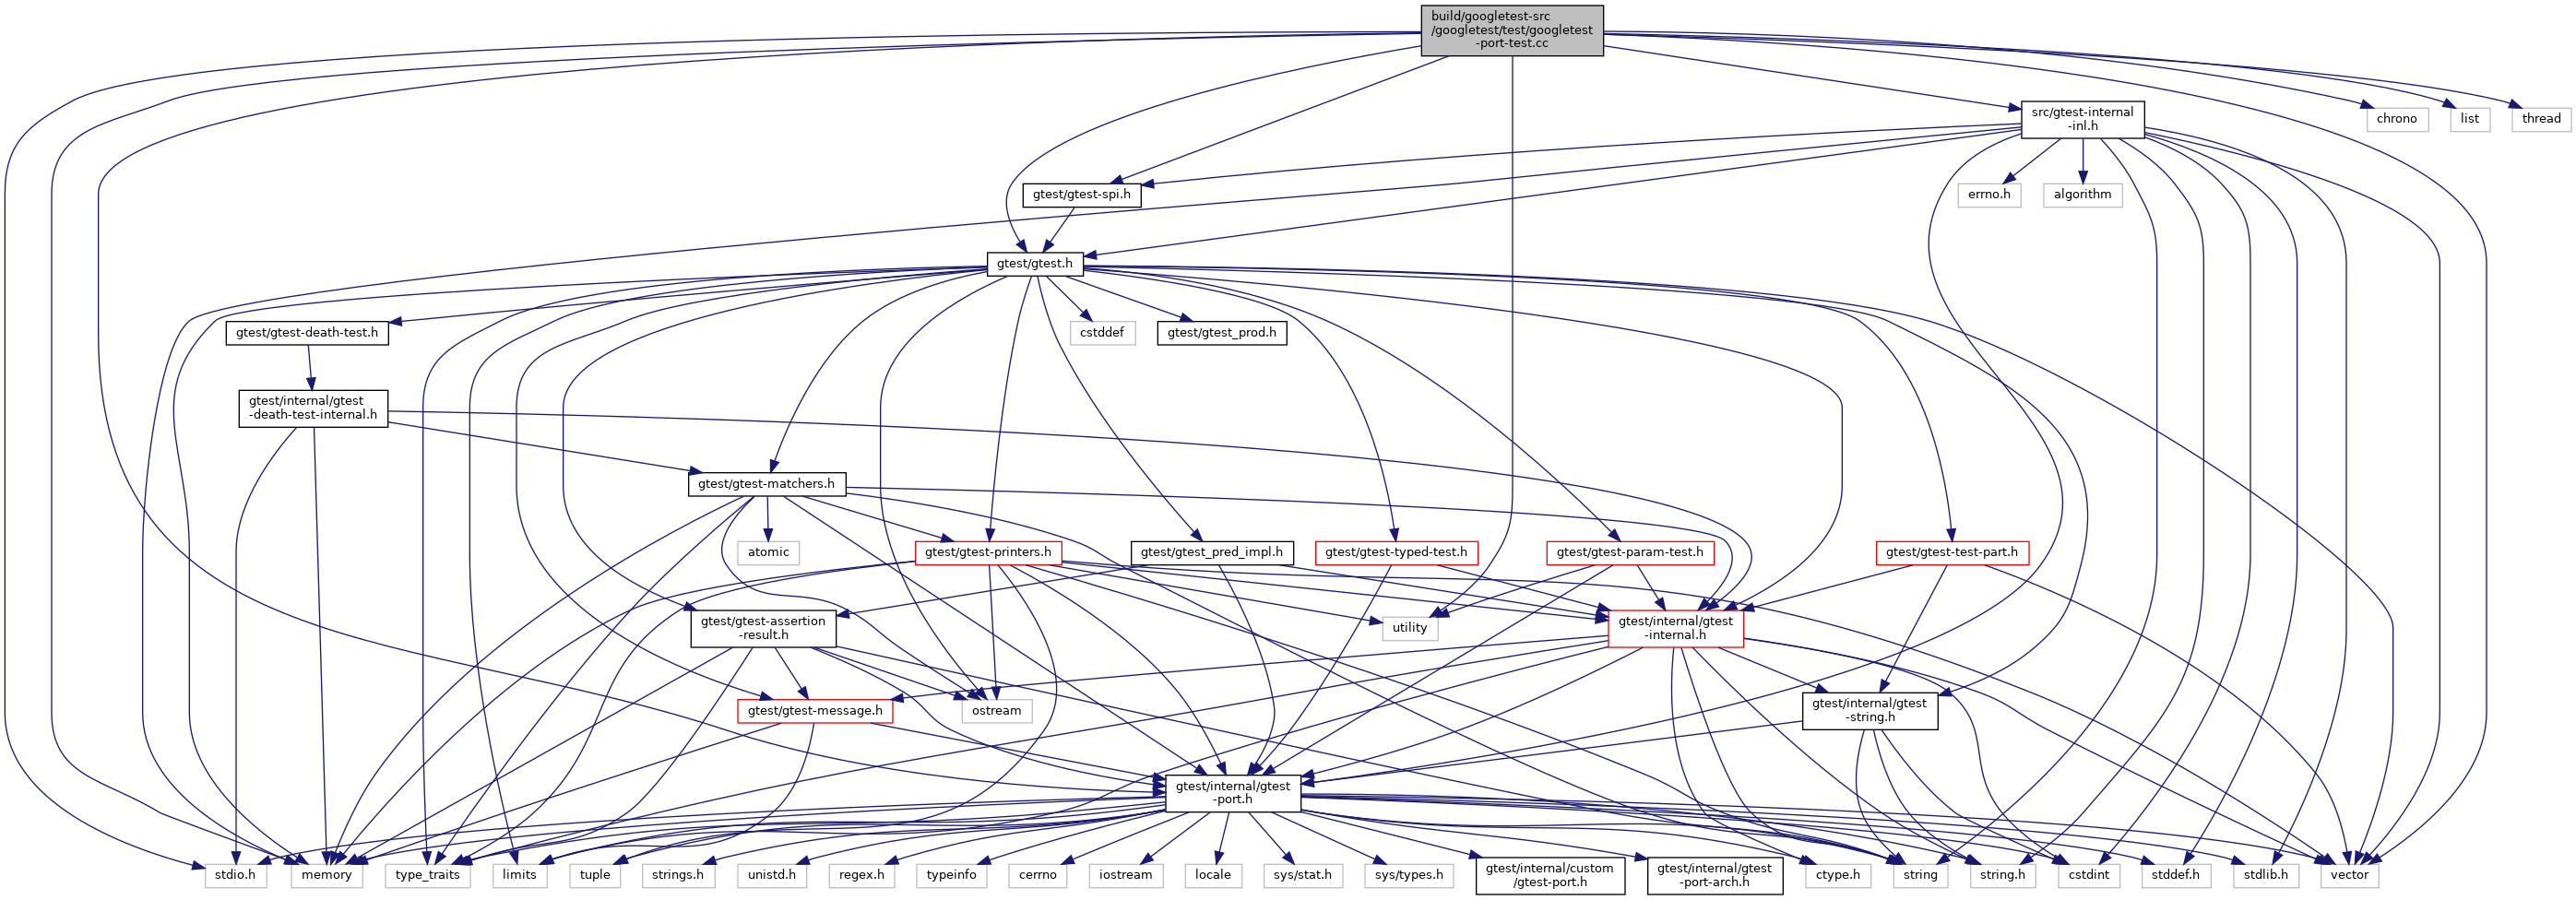 build/googletest-src
/googletest/test/googletest
-port-test.cc
src/gtest-internal
-inl.h
chrono
list
thread
gtest/gtest-spi.h
errno.h
algorithm
gtest/gtest.h
gtest/gtest-death-test.h
cstddef
gtest/gtest_prod.h
gtest/internal/gtest
-death-test-internal.h
gtest/gtest-matchers.h
atomic
gtest/gtest-printers.h
gtest/gtest_pred_impl.h
gtest/gtest-typed-test.h
gtest/gtest-param-test.h
gtest/gtest-test-part.h
gtest/gtest-assertion
-result.h
utility
gtest/internal/gtest
-internal.h
gtest/gtest-message.h
ostream
gtest/internal/gtest
-string.h
gtest/internal/gtest
-port.h
stdio.h
memory
type_traits
limits
tuple
strings.h
unistd.h
regex.h
typeinfo
cerrno
iostream
locale
sys/stat.h
sys/types.h
gtest/internal/custom
/gtest-port.h
gtest/internal/gtest
-port-arch.h
ctype.h
string
string.h
cstdint
stddef.h
stdlib.h
vector